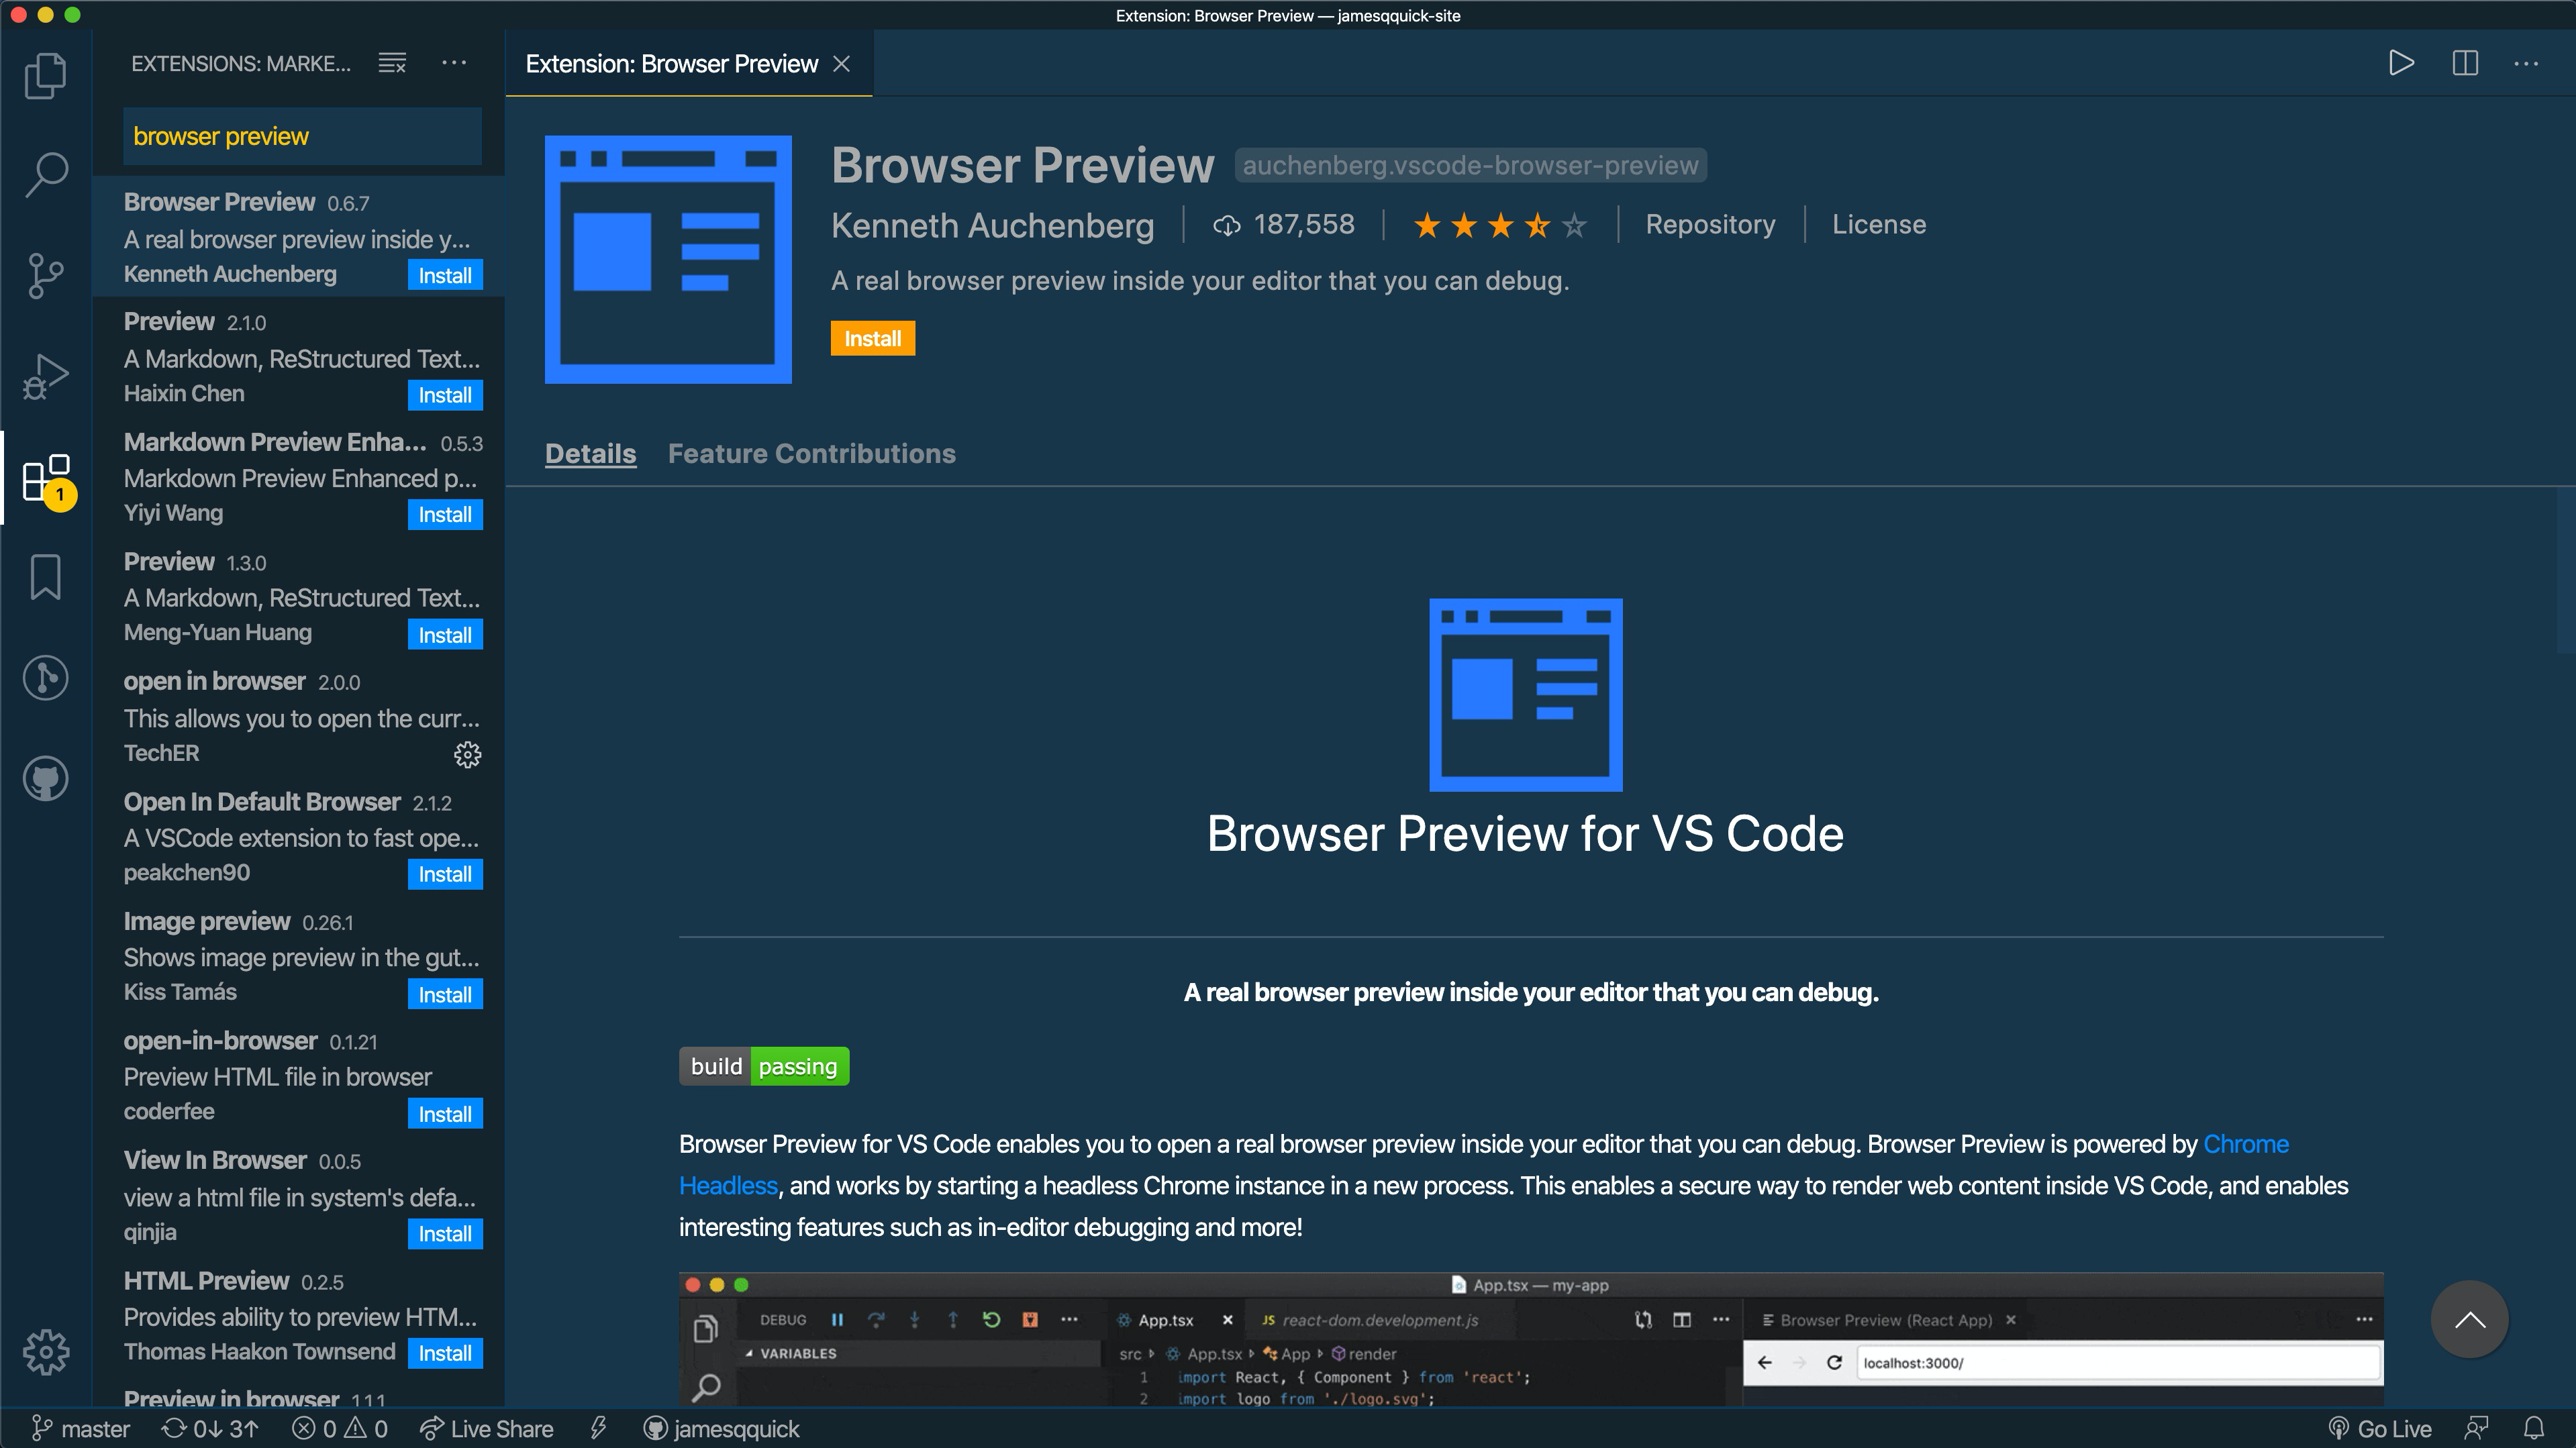 Extension: Browser Preview — jamesqquick-site
EXTENSIONS: MARKE...
browser preview
Browser Preview 0.6.7
A real browser preview inside y...
Kenneth Auchenberg Install
Preview 2.1.0
A Markdown, ReStructured Text...
Haixin Chen Install
Markdown Preview Enha... 0.5.3
Markdown Preview Enhanced p...
Yiyi Wang Install
Preview 1.3.0
A Markdown, ReStructured Text...
Meng-Yuan Huang Install
open in browser 2.0.0
This allows you to open the curr...
TechER
Open In Default Browser 2.1.2
A VSCode extension to fast ope...
peakchen90 Install
Image preview 0.26.1
Shows image preview in the gut...
Kiss Tamás Install
open-in-browser 0.1.21
Preview HTML file in browser
coderfee Install
View In Browser 0.0.5
view a html file in system's defa...
qinjia Install
HTML Preview 0.2.5
Provides ability to preview HTM...
Thomas Haakon Townsend Install
Preview in browser 1.1.1
1
Extension: Browser Preview
Browser Preview auchenberg.vscode-browser-preview
Kenneth Auchenberg 187,558 Repository License
A real browser preview inside your editor that you can debug.
Install
Details Feature Contributions
Browser Preview for VS Code
A real browser preview inside your editor that you can debug.
build passing
Browser Preview for VS Code enables you to open a real browser preview inside your editor that you can debug. Browser Preview is powered by Chrome
Headless, and works by starting a headless Chrome instance in a new process. This enables a secure way to render web content inside VS Code, and enables
interesting features such as in-editor debugging and more!
App.tsx — my-app
DEBUG App.tsx JS react-dom.development.js Browser Preview (React App)
VARIABLES src App.tsx App render localhost:3000/
1 import React, { Component } from 'react';
2 import logo from './logo.svg';
master 0↓ 3↑ 0 0 Live Share jamesqquick Go Live